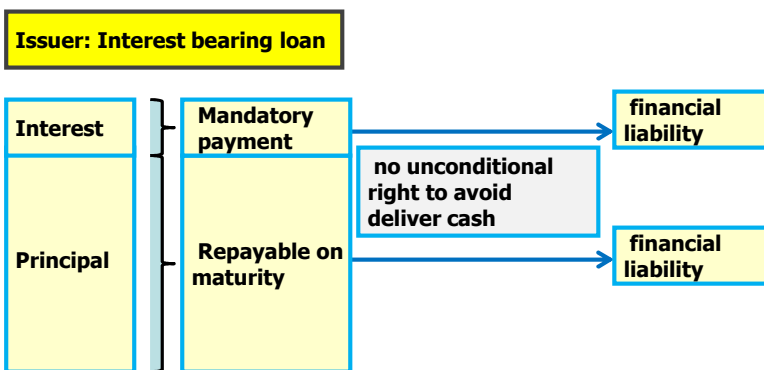 Issuer: Interest bearing loan
Interest
Mandatory
payment
financial
liability
no unconditional
right to avoid
deliver cash
Principal
Repayable on
maturity
financial
liability